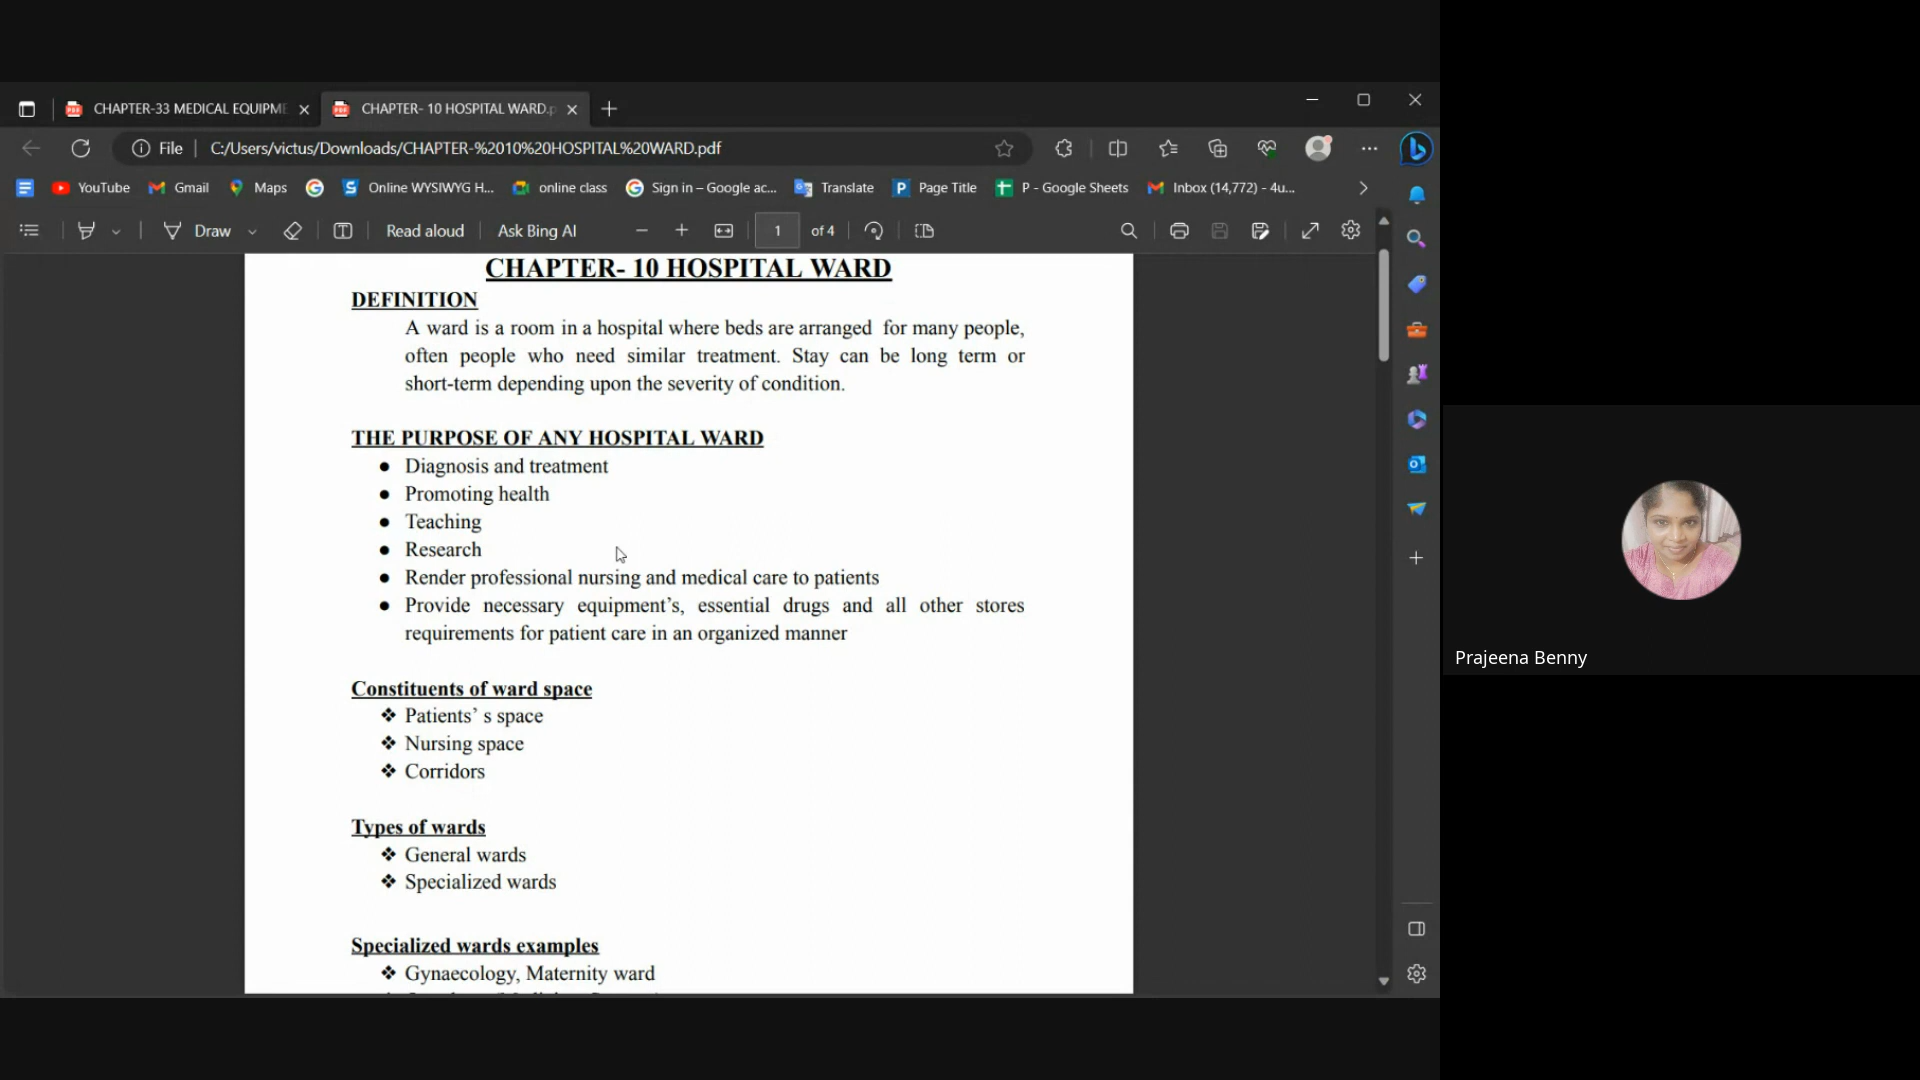 CHAPTER-33 MEDICAL EQUIPME
CHAPTER- 10 HOSPITAL WARD.p
File
C:/Users/victus/Downloads/CHAPTER-%2010%20HOSPITAL%20WARD.pdf
YouTube Gmail Maps Online WYSIWYG H... online class Sign in – Google ac... Translate Page Title P - Google Sheets Inbox (14,772) - 4u...
Draw Read aloud Ask Bing AI 1 of 4
CHAPTER- 10 HOSPITAL WARD
DEFINITION
A ward is a room in a hospital where beds are arranged for many people,
often people who need similar treatment. Stay can be long term or
short-term depending upon the severity of condition.
THE PURPOSE OF ANY HOSPITAL WARD
● Diagnosis and treatment
● Promoting health
● Teaching
● Research
● Render professional nursing and medical care to patients
● Provide necessary equipment’s, essential drugs and all other stores
requirements for patient care in an organized manner
Constituents of ward space
❖ Patients’ s space
❖ Nursing space
❖ Corridors
Types of wards
❖ General wards
❖ Specialized wards
Specialized wards examples
❖ Gynaecology, Maternity ward
Prajeena Benny